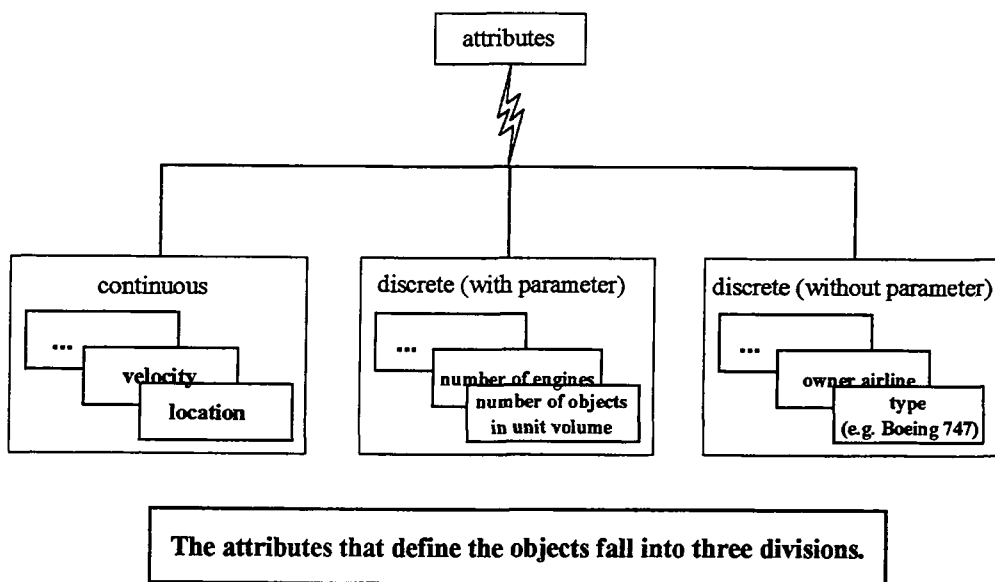 attributes
continuous
...
velocity
location
discrete (with parameter)
...
number of engines
number of objects
in unit volume
discrete (without parameter)
...
owner airline
type
(e.g. Boeing 747)
The attributes that define the objects fall into three divisions.